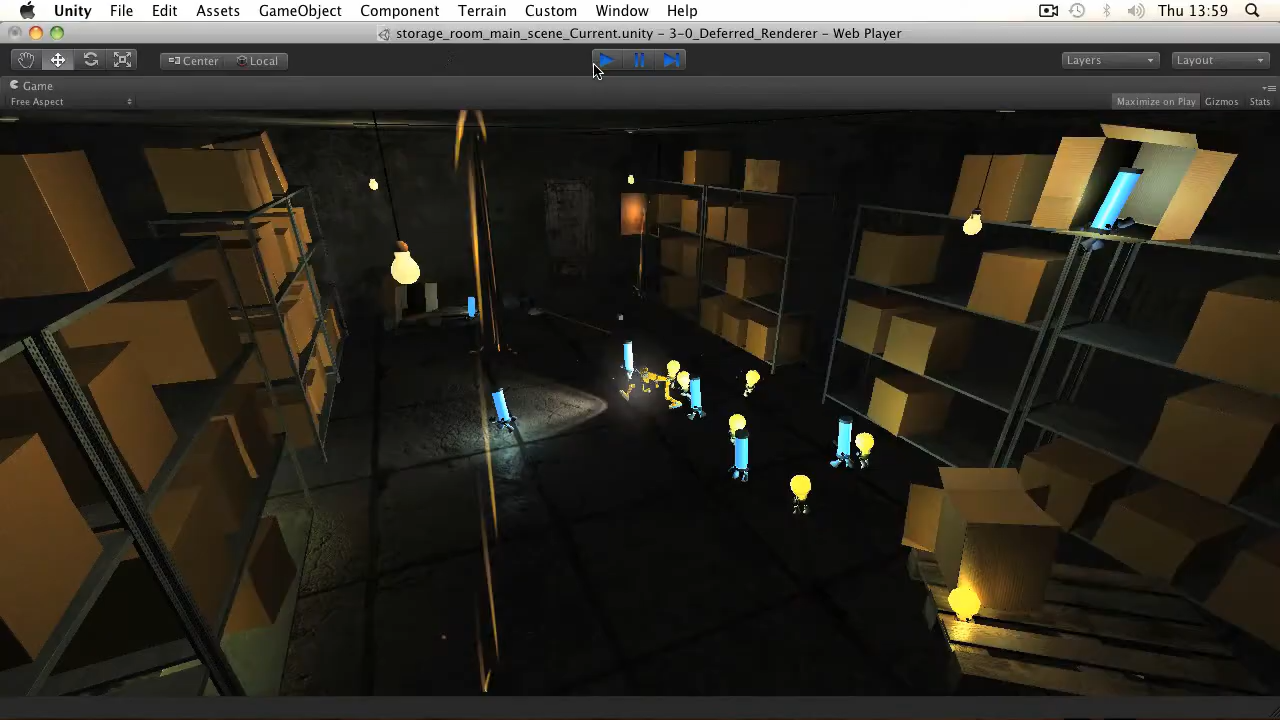 Unity File Edit Assets GameObject Component Terrain Custom Window Help Thu 13:59
storage_room_main_scene_Current.unity – 3-0_Deferred_Renderer – Web Player
Center Local Layers Layout
Game
Free Aspect Maximize on Play Gizmos Stats